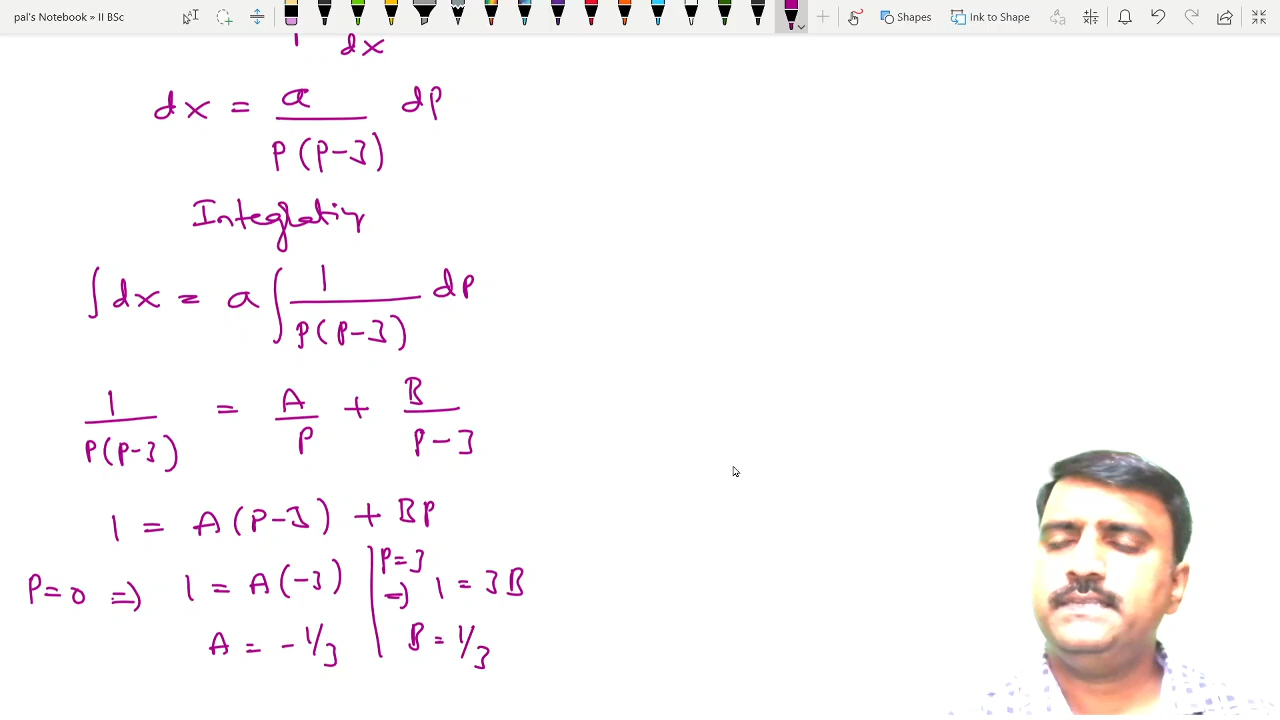 pal's Notebook » II BSc
Shapes
Ink to Shape
dx
dx = a / P(P-3) dP
Integrating
∫dx = a ∫ 1 / P(P-3) dP
1 / P(P-3) = A / P + B / P-3
1 = A(P-3) + BP
P=0 ⇒ 1 = A(-3) | P=3 ⇒ 1 = 3B
A = -1/3 | B = 1/3